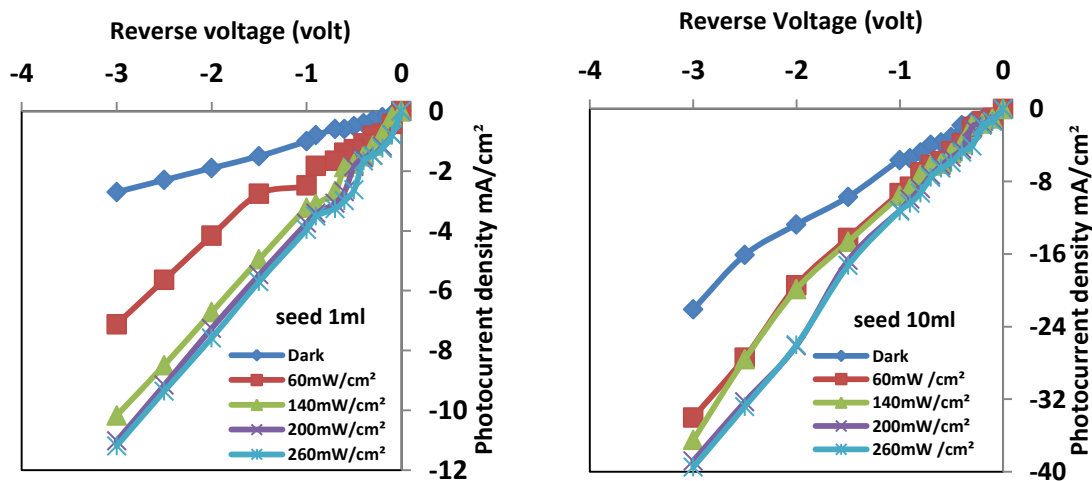 Reverse voltage (volt)
-4 -3 -2 -1 0
0
-2
-4
-6
-8
-10
-12
Photocurrent density mA/cm²
seed 1ml
Dark
60mW/cm²
140mW/cm²
200mW/cm²
260mW/cm²
Reverse Voltage (volt)
-4 -3 -2 -1 0
0
-8
-16
-24
-32
-40
Photocurrent density mA/cm²
seed 10ml
Dark
60mW /cm²
140mW/cm²
200mW/cm²
260mW/cm²